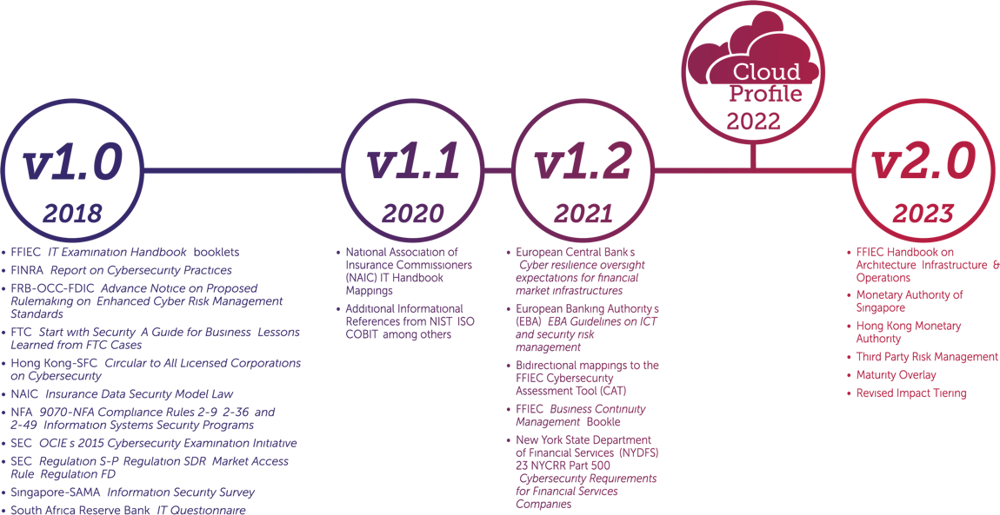 Cloud
Profile
2022
v1.0
2018
• FFIEC IT Examination Handbook booklets
• FINRA Report on Cybersecurity Practices
• FRB-OCC-FDIC Advance Notice on Proposed
Rulemaking on Enhanced Cyber Risk Management
Standards
• FTC Start with Security A Guide for Business Lessons
Learned from FTC Cases
• Hong Kong-SFC Circular to All Licensed Corporations
on Cybersecurity
• NAIC Insurance Data Security Model Law
• NFA 9070-NFA Compliance Rules 2-9 2-36 and
2-49 Information Systems Security Programs
• SEC OCIE s 2015 Cybersecurity Examination Initiative
• SEC Regulation S-P Regulation SDR Market Access
Rule Regulation FD
• Singapore-SAMA Information Security Survey
• South Africa Reserve Bank IT Questionnaire
v1.1
2020
• National Association of
Insurance Commissioners
(NAIC) IT Handbook
Mappings
• Additional Informational
References from NIST ISO
COBIT among others
v1.2
2021
• European Central Bank s
Cyber resilience oversight
expectations for financial
market infrastructures
• European Banking Authority s
(EBA) EBA Guidelines on ICT
and security risk
management
• Bidirectional mappings to the
FFIEC Cybersecurity
Assessment Tool (CAT)
• FFIEC Business Continuity
Management Bookle
• New York State Department
of Financial Services (NYDFS)
23 NYCRR Part 500
Cybersecurity Requirements
for Financial Services
Companies
v2.0
2023
• FFIEC Handbook on
Architecture Infrastructure &
Operations
• Monetary Authority of
Singapore
• Hong Kong Monetary
Authority
• Third Party Risk Management
• Maturity Overlay
• Revised Impact Tiering